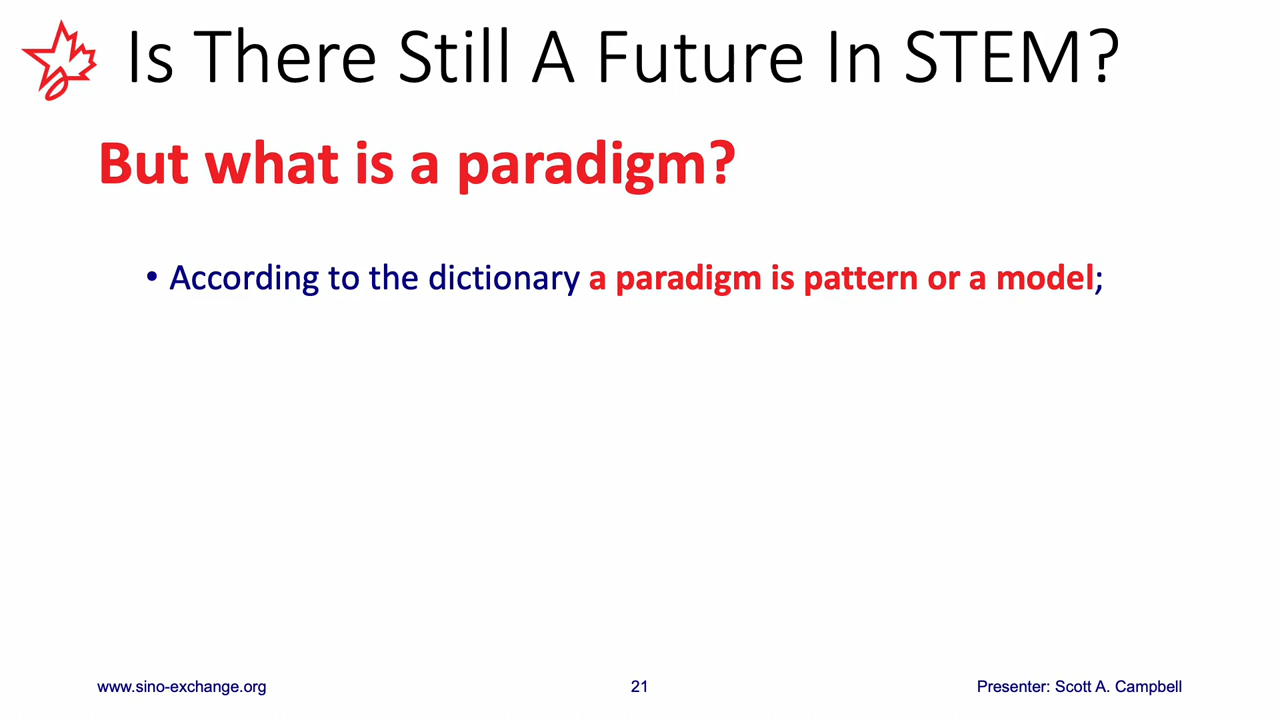 Is There Still A Future In STEM?
But what is a paradigm?
• According to the dictionary a paradigm is pattern or a model;
www.sino-exchange.org
21
Presenter: Scott A. Campbell